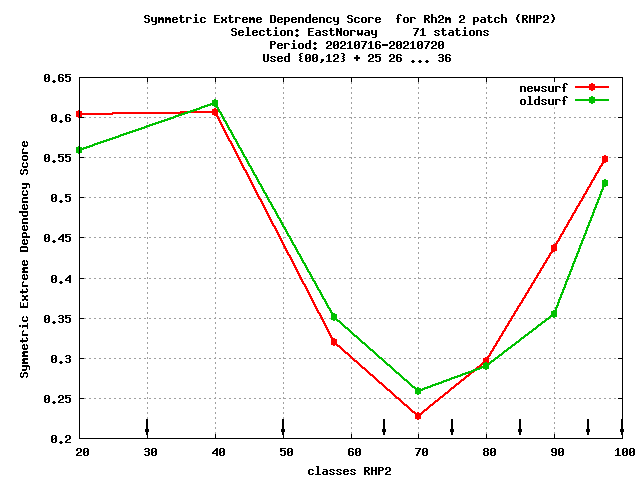 Symmetric Extreme Dependency Score  for Rh2m 2 patch (RHP2)
Selection: EastNorway     71 stations
Period: 20210716-20210720
Used {00,12} + 25 26 ... 36
newsurf
oldsurf
0.65
0.6
0.55
0.5
0.45
0.4
0.35
0.3
0.25
0.2
Symmetric Extreme Dependency Score
20 30 40 50 60 70 80 90 100
classes RHP2